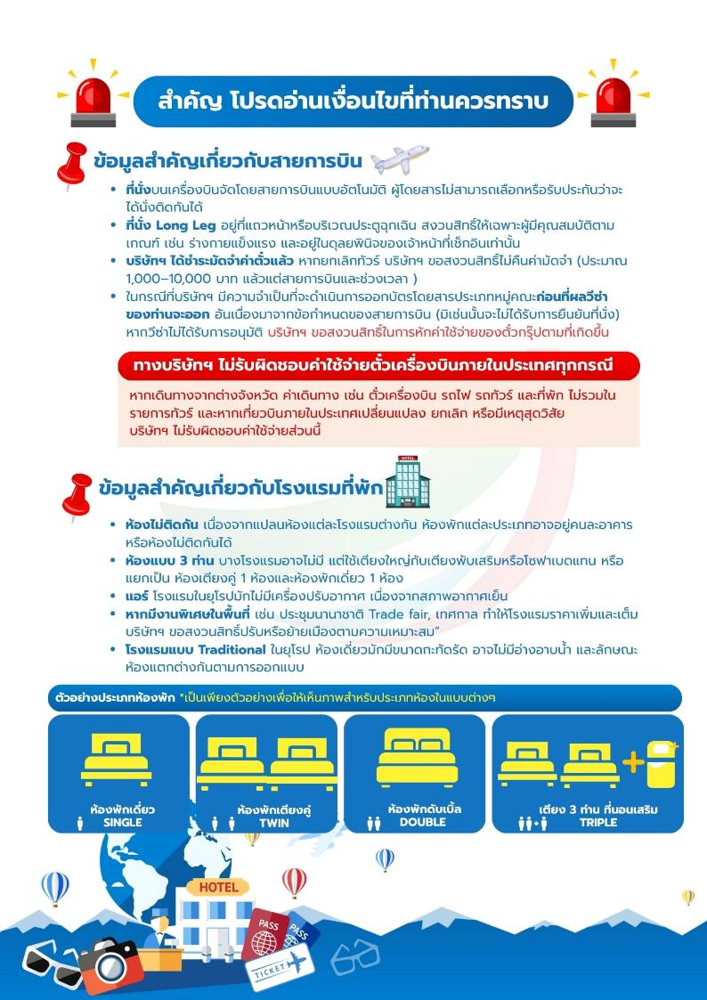 สำคัญ โปรดอ่านเงื่อนไขที่ท่านควรทราบ
ข้อมูลสำคัญเกี่ยวกับสายการบิน
• ที่นั่งบนเครื่องบินจัดโดยสายการบินแบบอัตโนมัติ ผู้โดยสารไม่สามารถเลือกหรือรับประกันว่าจะ
ได้นั่งติดกันได้
• ที่นั่ง Long Leg อยู่ที่แถวหน้าหรือบริเวณประตูฉุกเฉิน สงวนสิทธิ์ให้เฉพาะผู้มีคุณสมบัติตาม
เกณฑ์ เช่น ร่างกายแข็งแรง และอยู่ในดุลยพินิจของเจ้าหน้าที่เช็กอินเท่านั้น
• บริษัทฯ ได้ชำระมัดจำค่าตั๋วแล้ว หากยกเลิกทัวร์ บริษัทฯ ขอสงวนสิทธิ์ไม่คืนค่ามัดจำ (ประมาณ
1,000–10,000 บาท แล้วแต่สายการบินและช่วงเวลา )
• ในกรณีที่บริษัทฯ มีความจำเป็นที่จะดำเนินการออกบัตรโดยสารประเภทหมู่คณะก่อนที่ผลวีซ่า
ของท่านจะออก อันเนื่องมาจากข้อกำหนดของสายการบิน (มิเช่นนั้นจะไม่ได้รับการยืนยันที่นั่ง)
หากวีซ่าไม่ได้รับการอนุมัติ บริษัทฯ ขอสงวนสิทธิ์ในการหักค่าใช้จ่ายของตั๋วกรุ๊ปตามที่เกิดขึ้น
ทางบริษัทฯ ไม่รับผิดชอบค่าใช้จ่ายตั๋วเครื่องบินภายในประเทศทุกกรณี
หากเดินทางจากต่างจังหวัด ค่าเดินทาง เช่น ตั๋วเครื่องบิน รถไฟ รถทัวร์ และที่พัก ไม่รวมใน
รายการทัวร์ และหากเที่ยวบินภายในประเทศเปลี่ยนแปลง ยกเลิก หรือมีเหตุสุดวิสัย
บริษัทฯ ไม่รับผิดชอบค่าใช้จ่ายส่วนนี้
HOTEL
ข้อมูลสำคัญเกี่ยวกับโรงแรมที่พัก
• ห้องไม่ติดกัน เนื่องจากแปลนห้องแต่ละโรงแรมต่างกัน ห้องพักแต่ละประเภทอาจอยู่คนละอาคาร
หรือห้องไม่ติดกันได้
• ห้องแบบ 3 ท่าน บางโรงแรมอาจไม่มี แต่ใช้เตียงใหญ่กับเตียงพับเสริมหรือโซฟาเบดแทน หรือ
แยกเป็น ห้องเตียงคู่ 1 ห้องและห้องพักเดี่ยว 1 ห้อง
• แอร์ โรงแรมในยุโรปมักไม่มีเครื่องปรับอากาศ เนื่องจากสภาพอากาศเย็น
• หากมีงานพิเศษในพื้นที่ เช่น ประชุมนานาชาติ Trade fair, เทศกาล ทำให้โรงแรมราคาเพิ่มและเต็ม
บริษัทฯ ขอสงวนสิทธิ์ปรับหรือย้ายเมืองตามความเหมาะสม”
• โรงแรมแบบ Traditional ในยุโรป ห้องเดี่ยวมักมีขนาดกะทัดรัด อาจไม่มีอ่างอาบน้ำ และลักษณะ
ห้องแตกต่างกันตามการออกแบบ
ตัวอย่างประเภทห้องพัก *เป็นเพียงตัวอย่างเพื่อให้เห็นภาพสำหรับประเภทห้องในแบบต่างๆ
ห้องพักเดี่ยว
SINGLE
ห้องพักเตียงคู่
TWIN
ห้องพักดับเบิ้ล
DOUBLE
เตียง 3 ท่าน ที่นอนเสริม
TRIPLE
HOTEL
PASS
PASS
TICKET